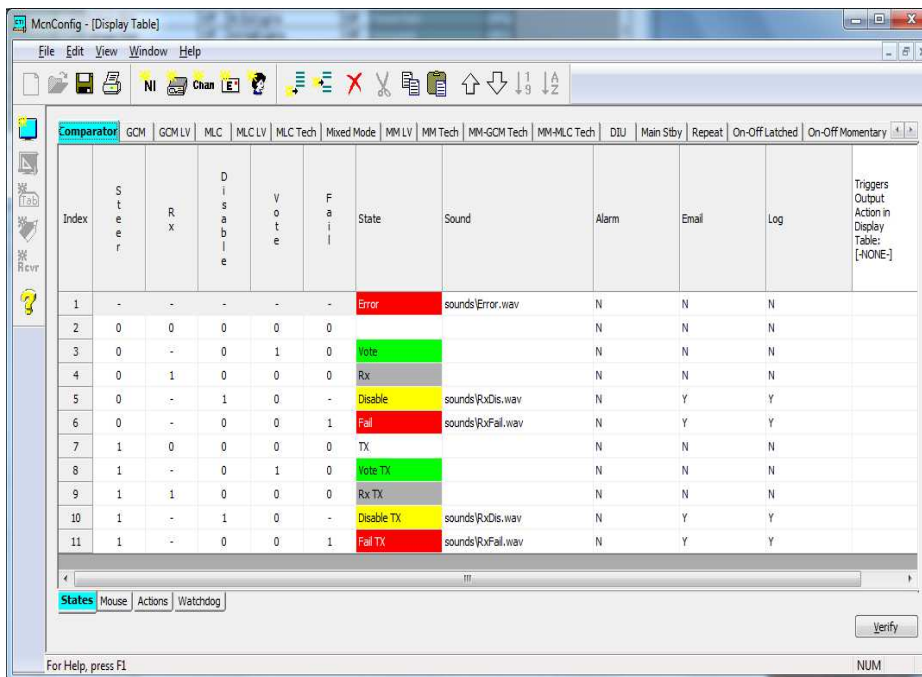 McnConfig - [Display Table]
File Edit View Window Help
NI Chan E
Comparator GCM GCM LV MLC MLC LV MLC Tech Mixed Mode MM LV MM Tech MM-GCM Tech MM-MLC Tech DIU Main Stby Repeat On-Off Latched On-Off Momentary
Tab
Rcvr
Index Steer Rx Disable Vote Fail State Sound Alarm Email Log Triggers Output Action in Display Table: [-NONE-]
1 - - - - - Error sounds\Error.wav N N N
2 0 0 0 0 0 N N N
3 0 - 0 1 0 Vote N N N
4 0 1 0 0 0 Rx N N N
5 0 - 1 0 - Disable sounds\RxDis.wav N Y Y
6 0 - 0 0 1 Fail sounds\RxFail.wav N Y Y
7 1 0 0 0 0 TX N N N
8 1 - 0 1 0 Vote TX N N N
9 1 1 0 0 0 Rx TX N N N
10 1 - 1 0 - Disable TX sounds\RxDis.wav N Y Y
11 1 - 0 0 1 Fail TX sounds\RxFail.wav N Y Y
States Mouse Actions Watchdog
Verify
For Help, press F1 NUM